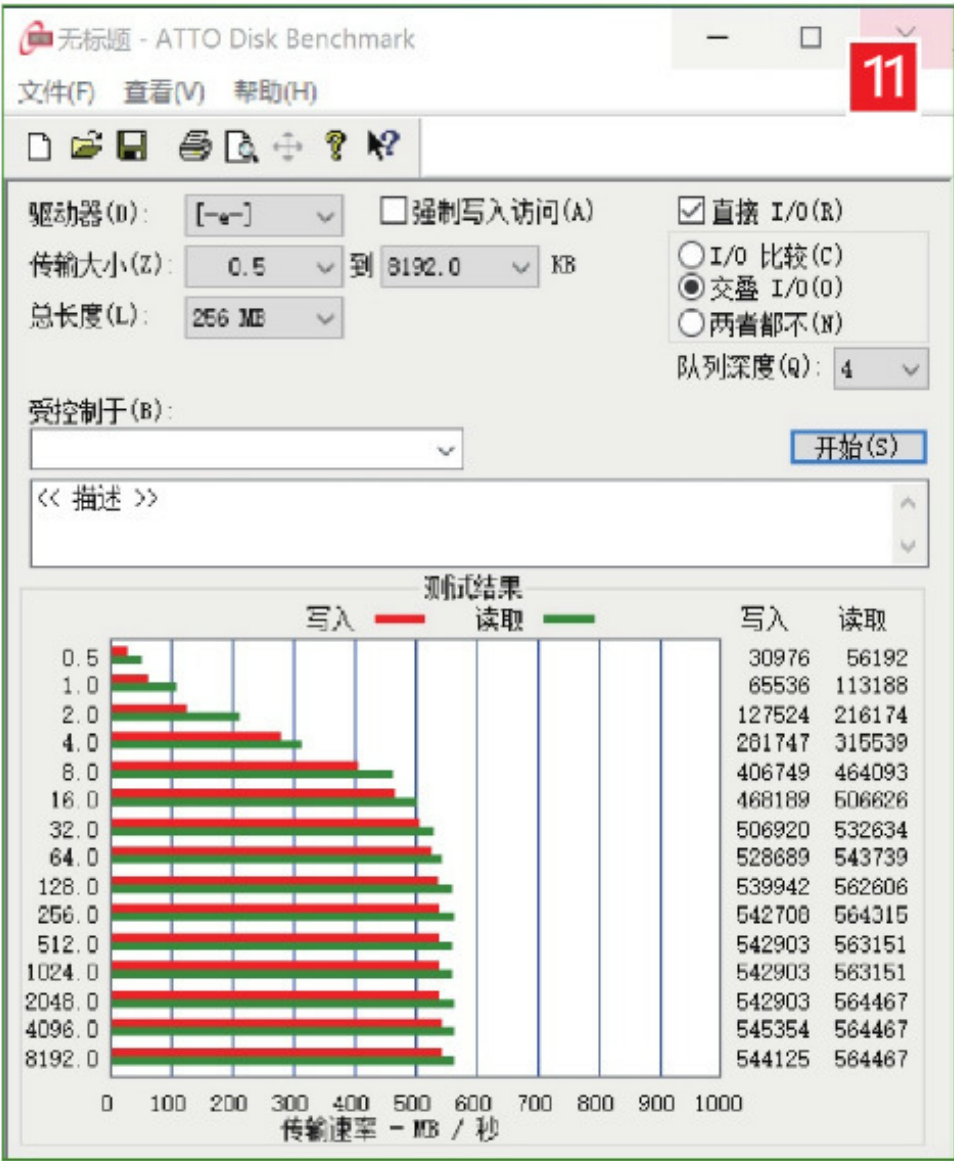 无标题 - ATTO Disk Benchmark
11
文件(F) 查看(V) 帮助(H)
驱动器(D): [-e-] 强制写入访问(A) 直接 I/O(R)
传输大小(Z): 0.5 到 8192.0 KB I/O 比较(C)
交叠 I/O(O)
总长度(L): 256 MB 两者都不(N)
队列深度(Q): 4
受控制于(B):
开始(S)
<< 描述 >>
测试结果
写入 读取 写入 读取
0.5 30976 56192
1.0 65536 113188
2.0 127524 216174
4.0 281747 315539
8.0 406749 464093
16.0 468189 506626
32.0 506920 532634
64.0 528689 543739
128.0 539942 562606
256.0 542708 564315
512.0 542903 563151
1024.0 542903 563151
2048.0 542903 564467
4096.0 545354 564467
8192.0 544125 564467
0 100 200 300 400 500 600 700 800 900 1000
传输速率 - MB / 秒